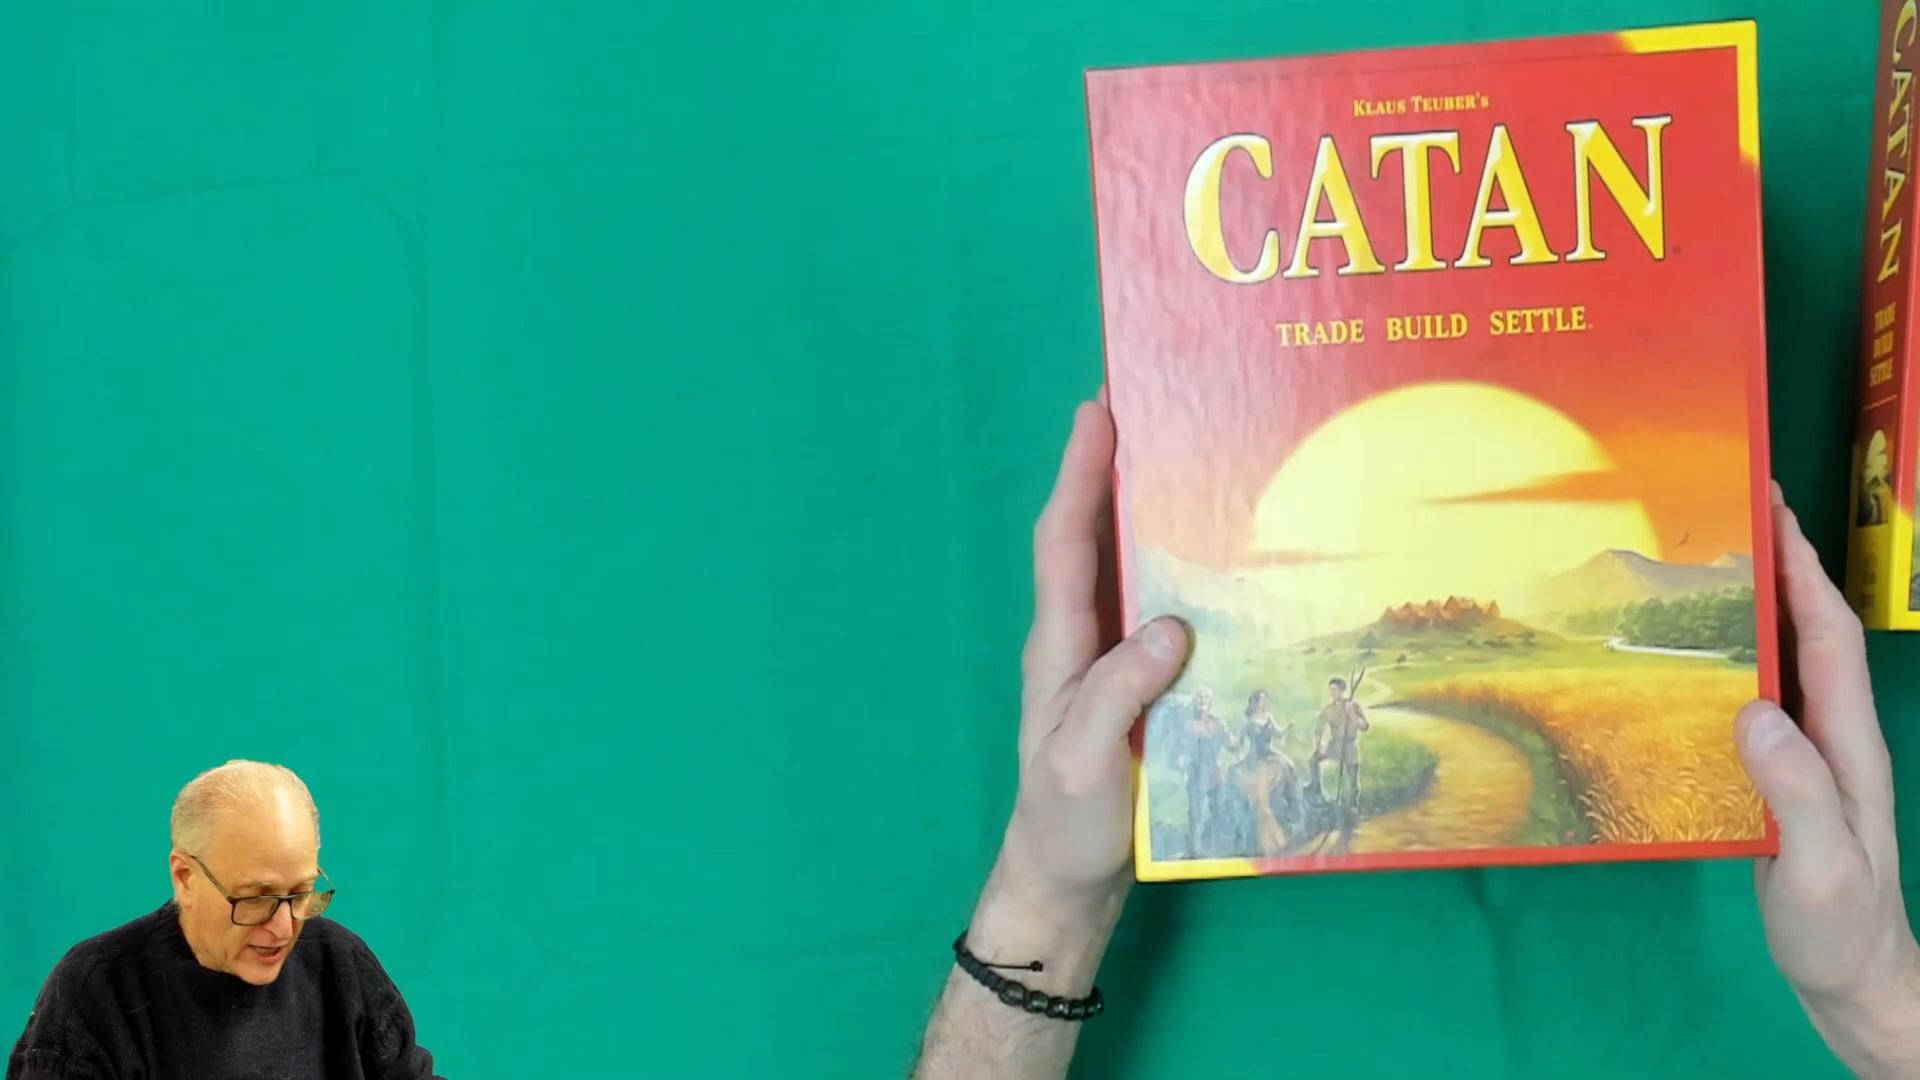 KLAUS TEUBER'S
CATAN
TRADE BUILD SETTLE
CATAN
TRADE
BUILD
SETTLE